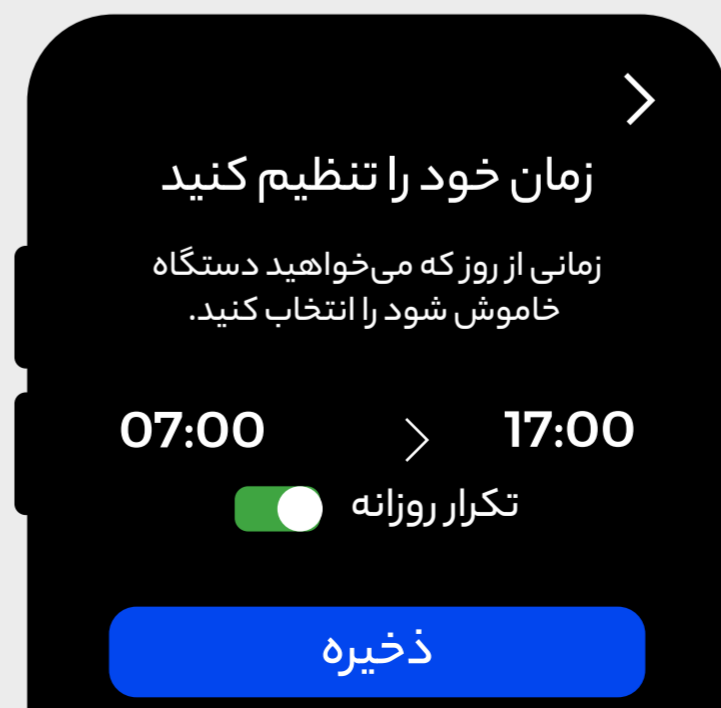 زمان خود را تنظیم کنید
زمانی از روز که می‌خواهید دستگاه
خاموش شود را انتخاب کنید.
17:00 07:00
تکرار روزانه
ذخیره